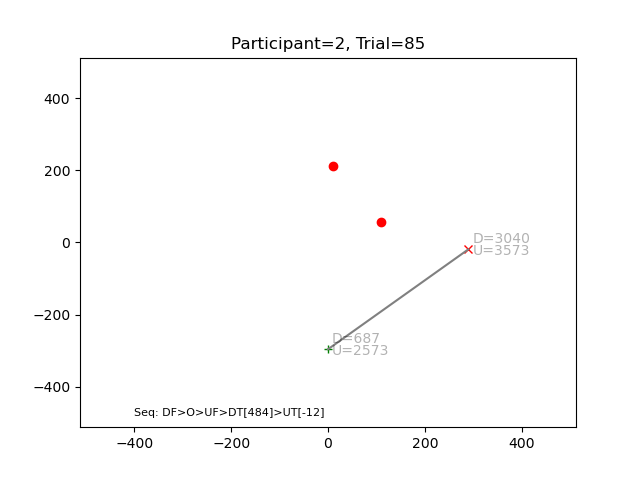 Participant=2, Trial=85
400
200
0
−200
−400
D=3040
U=3573
D=687
U=2573
Seq: DF>O>UF>DT[484]>UT[-12]
−400
−200
0
200
400